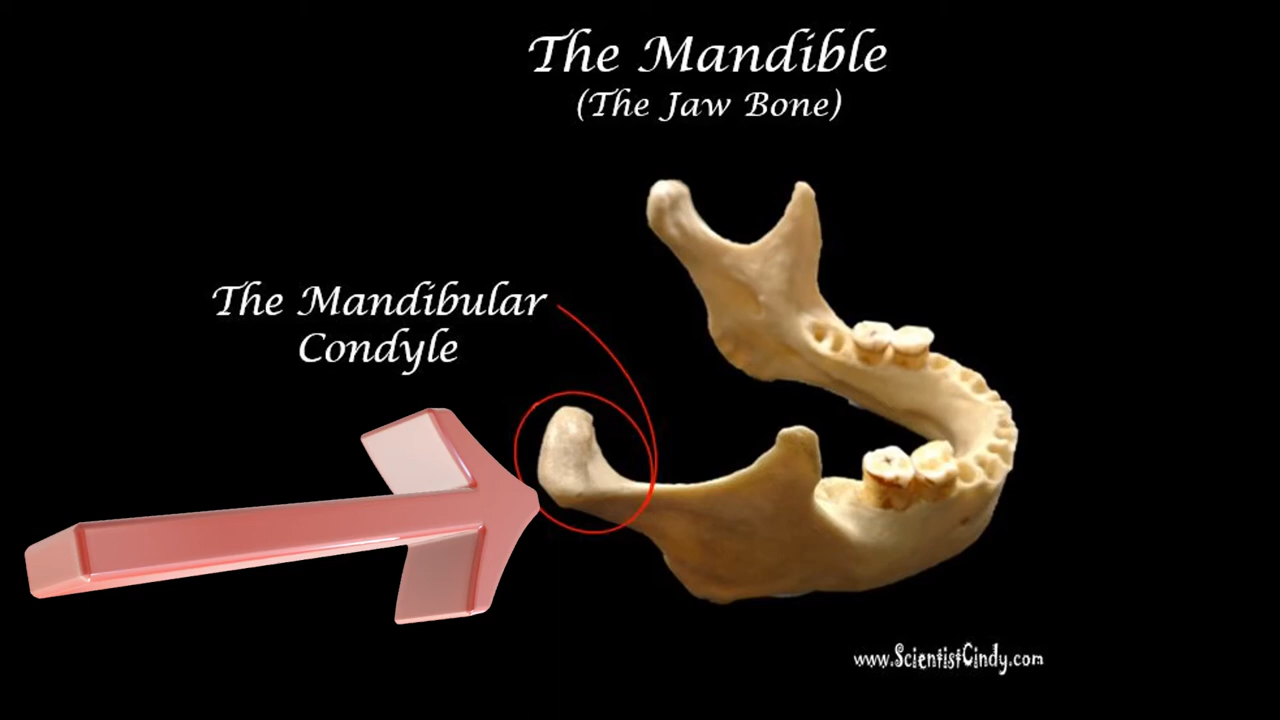 The Mandible
(The Jaw Bone)
The Mandibular
Condyle
www.ScientistCindy.com